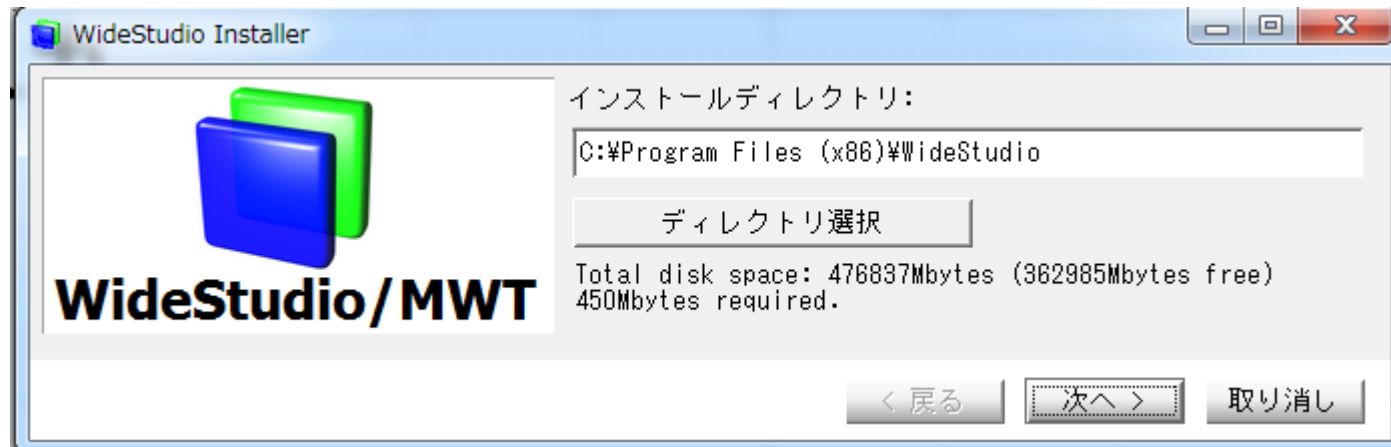 WideStudio Installer
インストールディレクトリ:
C:¥Program Files (x86)¥WideStudio
ディレクトリ選択
Total disk space: 476837Mbytes (362985Mbytes free)
450Mbytes required.
WideStudio/MWT
< 戻る
次へ >
取り消し